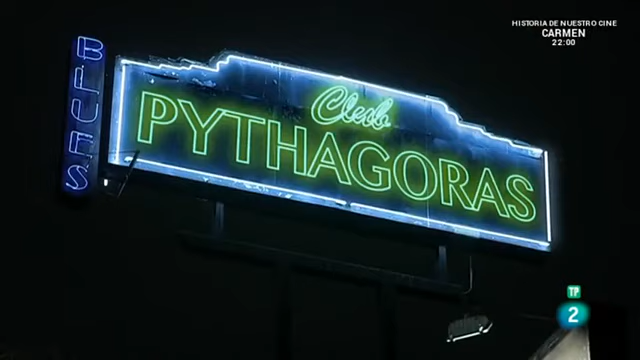 HISTORIA DE NUESTRO CINE
CARMEN
22:00
BLUES
Club
PYTHAGORAS
TP
2